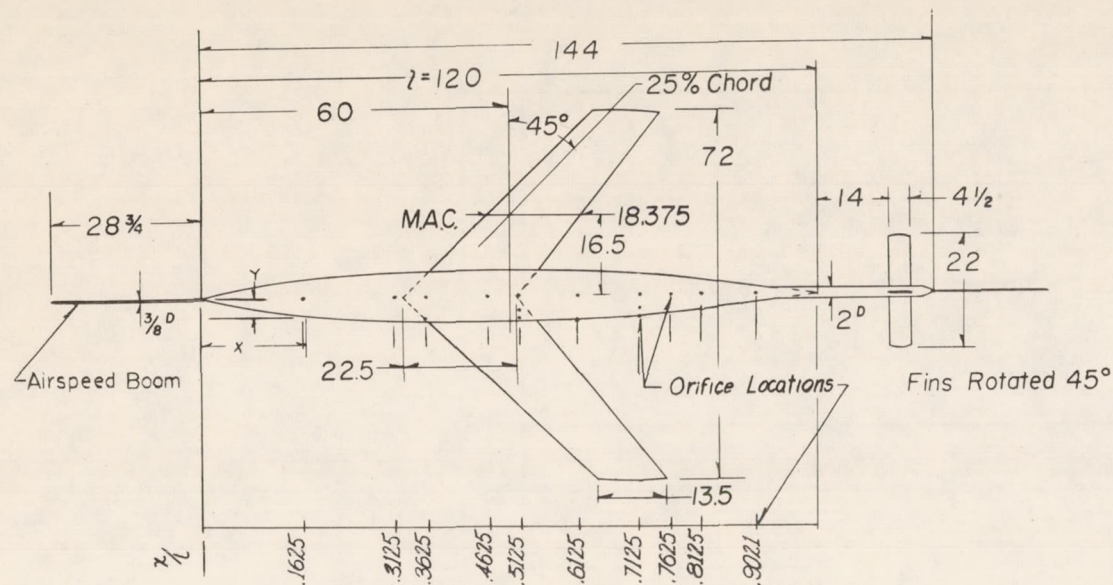 144
l=120
25% Chord
60
45°
72
M.A.C.
18.375
14
4½
28¾
16.5
22
Y
⅜ D
2D
x
22.5
Airspeed Boom
Orifice Locations
Fins Rotated 45°
13.5
x/l
.1625
.3125
.3625
.4625
.5125
.6125
.7125
.7625
.8125
.9021